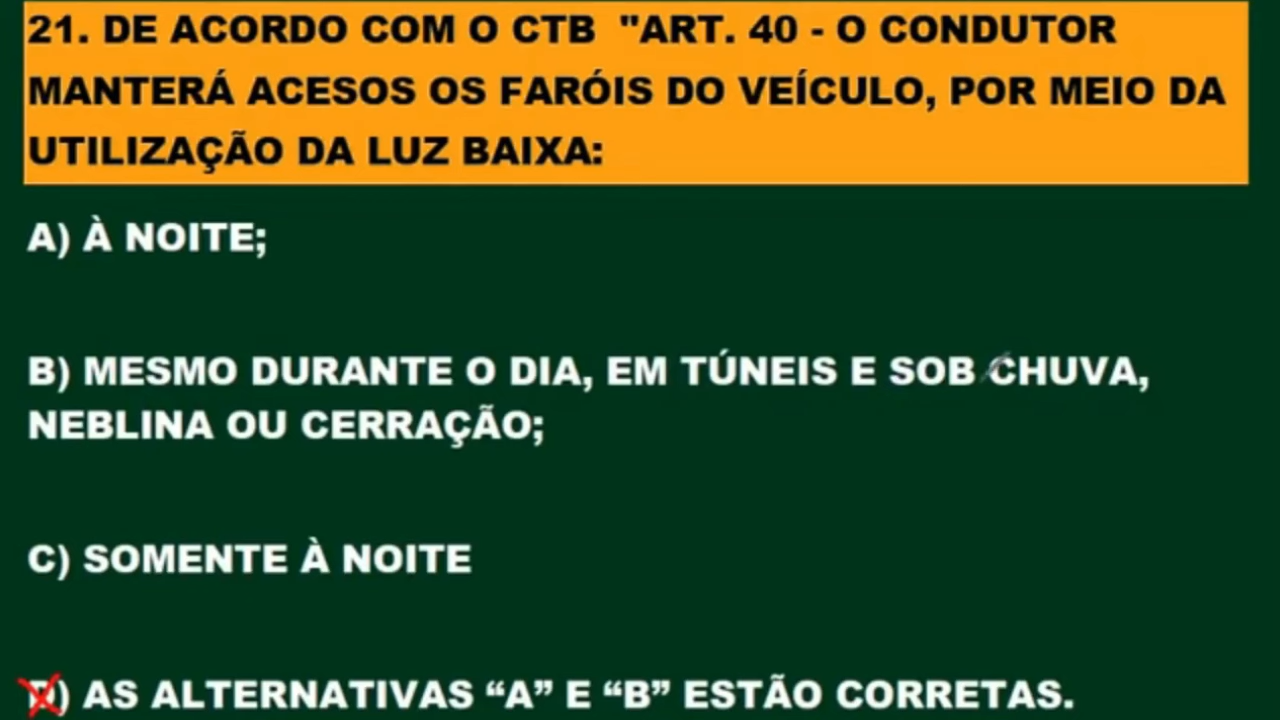 21. DE ACORDO COM O CTB "ART. 40 - O CONDUTOR
MANTERÁ ACESOS OS FARÓIS DO VEÍCULO, POR MEIO DA
UTILIZAÇÃO DA LUZ BAIXA:
A) À NOITE;
B) MESMO DURANTE O DIA, EM TÚNEIS E SOB CHUVA,
NEBLINA OU CERRAÇÃO;
C) SOMENTE À NOITE
D) AS ALTERNATIVAS “A” E “B” ESTÃO CORRETAS.